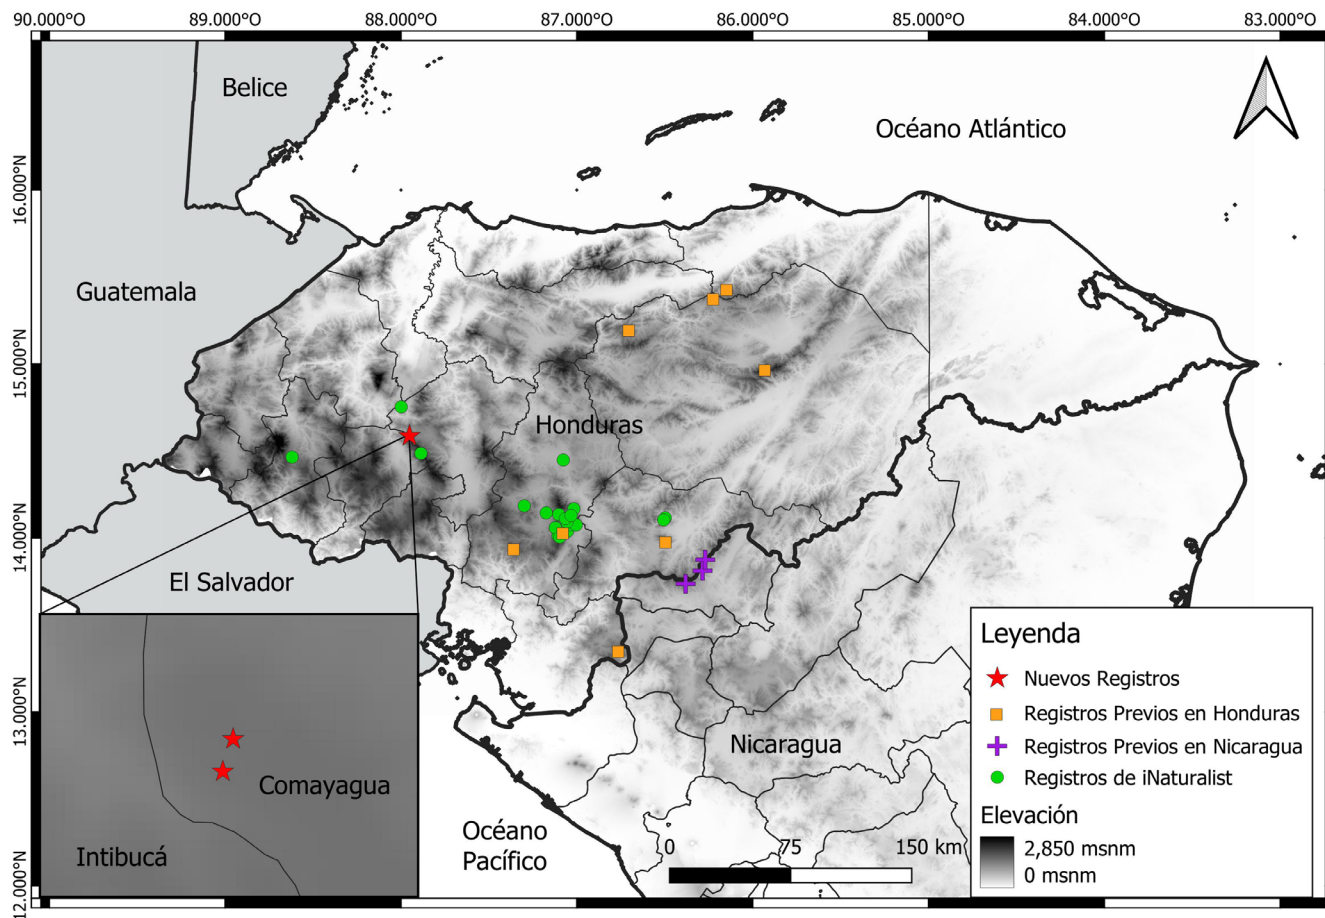 90.000°O 89.000°O 88.000°O 87.000°O 86.000°O 85.000°O 84.000°O 83.000°O
Belice
Océano Atlántico
16.000°N
Guatemala
15.000°N
Honduras
14.000°N
El Salvador
13.000°N
Nicaragua
Comayagua
Intibucá
Océano
Pacífico
12.000°N
0 75 150 km
Leyenda
Nuevos Registros
Registros Previos en Honduras
Registros Previos en Nicaragua
Registros de iNaturalist
Elevación
2,850 msnm
0 msnm